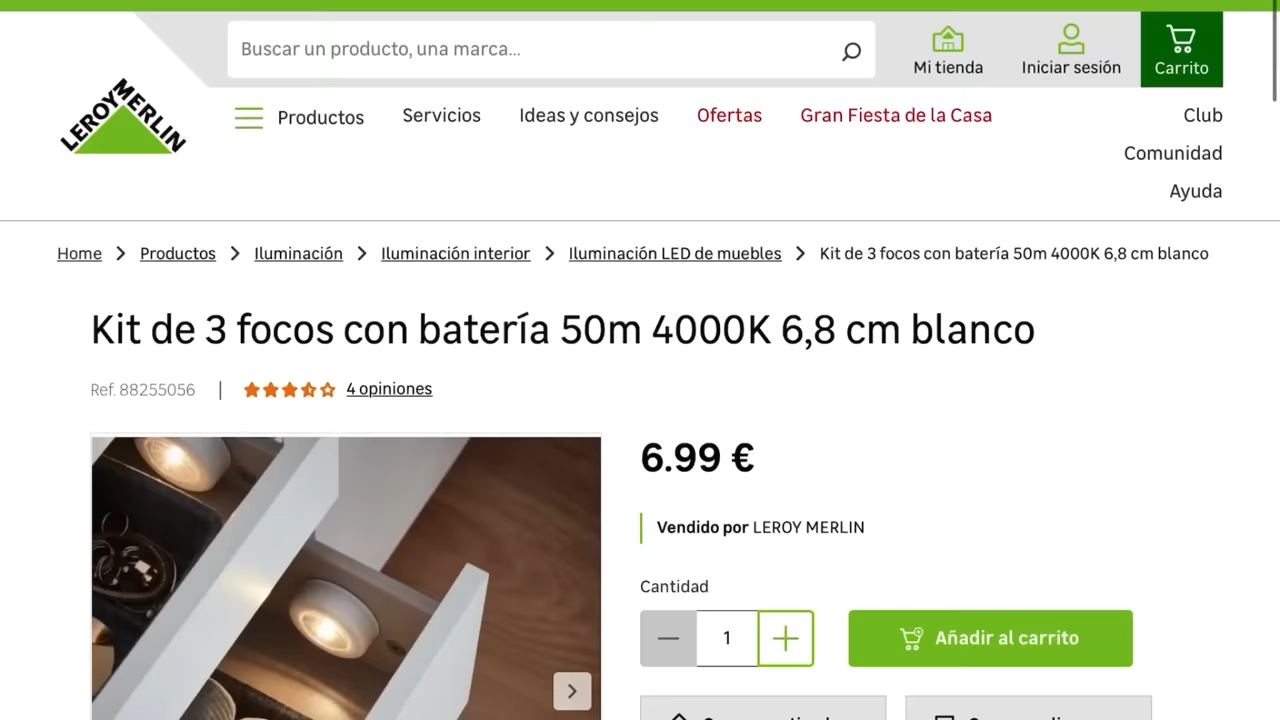 Buscar un producto, una marca...
Mi tienda
Iniciar sesión
Carrito
LEROY MERLIN
Productos
Servicios
Ideas y consejos
Ofertas
Gran Fiesta de la Casa
Club
Comunidad
Ayuda
Home > Productos > Iluminación > Iluminación interior > Iluminación LED de muebles > Kit de 3 focos con batería 50m 4000K 6,8 cm blanco
Kit de 3 focos con batería 50m 4000K 6,8 cm blanco
Ref. 88255056 | 4 opiniones
6.99 €
Vendido por LEROY MERLIN
Cantidad
1
Añadir al carrito